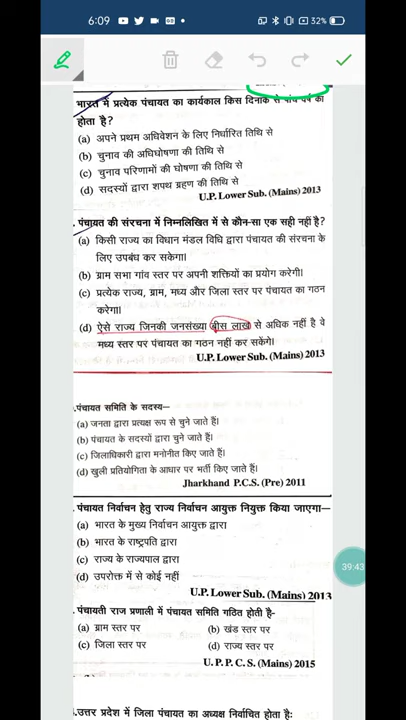 6:09
32%
भारत में प्रत्येक पंचायत का कार्यकाल किस दिनांक से पांच वर्ष का
होता है?
(a) अपने प्रथम अधिवेशन के लिए निर्धारित तिथि से
(b) चुनाव की अधिघोषणा की तिथि से
(c) चुनाव परिणामों की घोषणा की तिथि से
(d) सदस्यों द्वारा शपथ ग्रहण की तिथि से
U.P. Lower Sub. (Mains) 2013
. पंचायत की संरचना में निम्नलिखित में से कौन-सा एक सही नहीं है?
(a) किसी राज्य का विधान मंडल विधि द्वारा पंचायत की संरचना के
लिए उपबंध कर सकेगा।
(b) ग्राम सभा गांव स्तर पर अपनी शक्तियों का प्रयोग करेगी।
(c) प्रत्येक राज्य, ग्राम, मध्य और जिला स्तर पर पंचायत का गठन
करेगा।
(d) ऐसे राज्य जिनकी जनसंख्या बीस लाख से अधिक नहीं है वे
मध्य स्तर पर पंचायत का गठन नहीं कर सकेंगे।
U.P. Lower Sub. (Mains) 2013
.पंचायत समिति के सदस्य—
(a) जनता द्वारा प्रत्यक्ष रूप से चुने जाते हैं।
(b) पंचायत के सदस्यों द्वारा चुने जाते हैं।
(c) जिलाधिकारी द्वारा मनोनीत किए जाते हैं।
(d) खुली प्रतियोगिता के आधार पर भर्ती किए जाते हैं।
Jharkhand P.C.S. (Pre) 2011
. पंचायत निर्वाचन हेतु राज्य निर्वाचन आयुक्त नियुक्त किया जाएगा—
(a) भारत के मुख्य निर्वाचन आयुक्त द्वारा
(b) भारत के राष्ट्रपति द्वारा
(c) राज्य के राज्यपाल द्वारा
39:43
(d) उपरोक्त में से कोई नहीं
U.P. Lower Sub. (Mains) 2013
. पंचायती राज प्रणाली में पंचायत समिति गठित होती है-
(a) ग्राम स्तर पर (b) खंड स्तर पर
(c) जिला स्तर पर (d) राज्य स्तर पर
U. P. P. C. S. (Mains) 2015
.उत्तर प्रदेश में जिला पंचायत का अध्यक्ष निर्वाचित होता है: